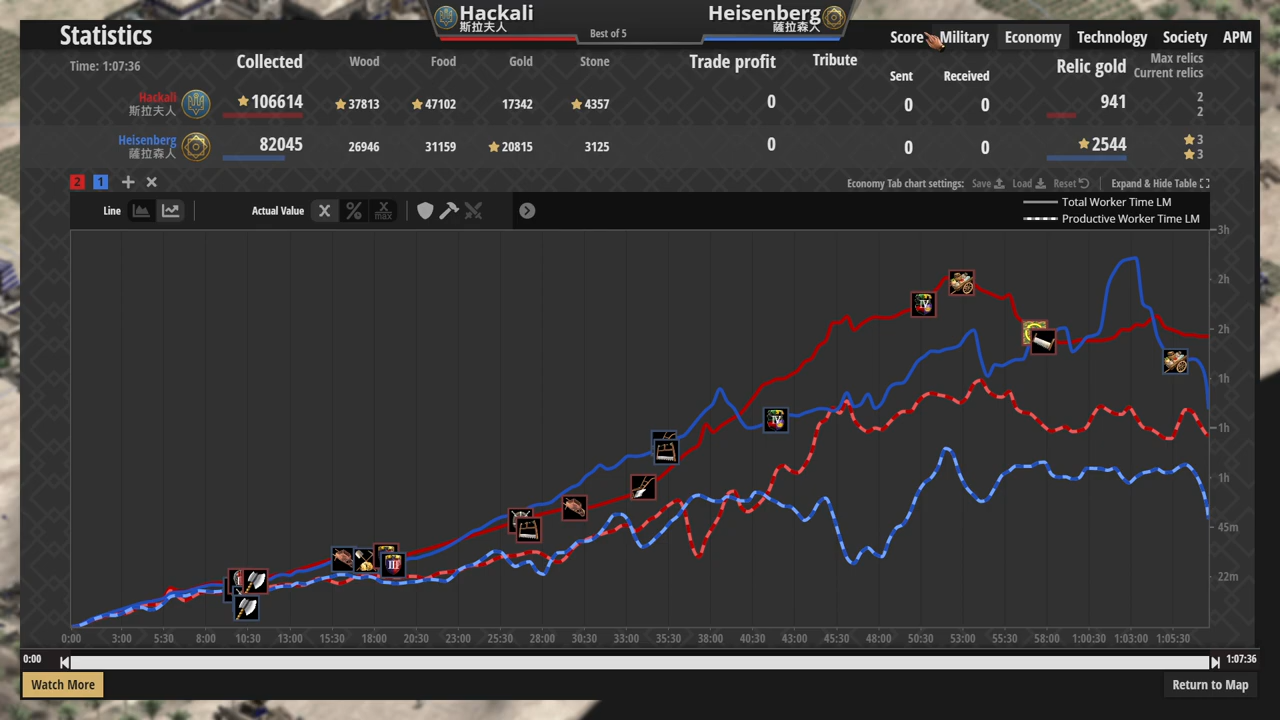 Hackali
斯拉夫人
Best of 5
Heisenberg
薩拉森人
Statistics
Score
Military
Economy
Technology
Society
APM
Time: 1:07:36
Collected
Wood
Food
Gold
Stone
Trade profit
Tribute
Sent
Received
Relic gold
Max relics
Current relics
Hackali
斯拉夫人
106614
37813
47102
17342
4357
0
0
0
941
2
2
Heisenberg
薩拉森人
82045
26946
31159
20815
3125
0
0
0
2544
3
3
2
1
Economy Tab chart settings:
Save
Load
Reset
Expand & Hide Table
Line
Actual Value
X
%
X
max
Total Worker Time LM
Productive Worker Time LM
3h
2h
2h
1h
1h
1h
45m
22m
IV
IV
III
0:00
3:00
5:30
8:00
10:30
13:00
15:30
18:00
20:30
23:00
25:30
28:00
30:30
33:00
35:30
38:00
40:30
43:00
45:30
48:00
50:30
53:00
55:30
58:00
1:00:30
1:03:00
1:05:30
0:00
1:07:36
Watch More
Return to Map